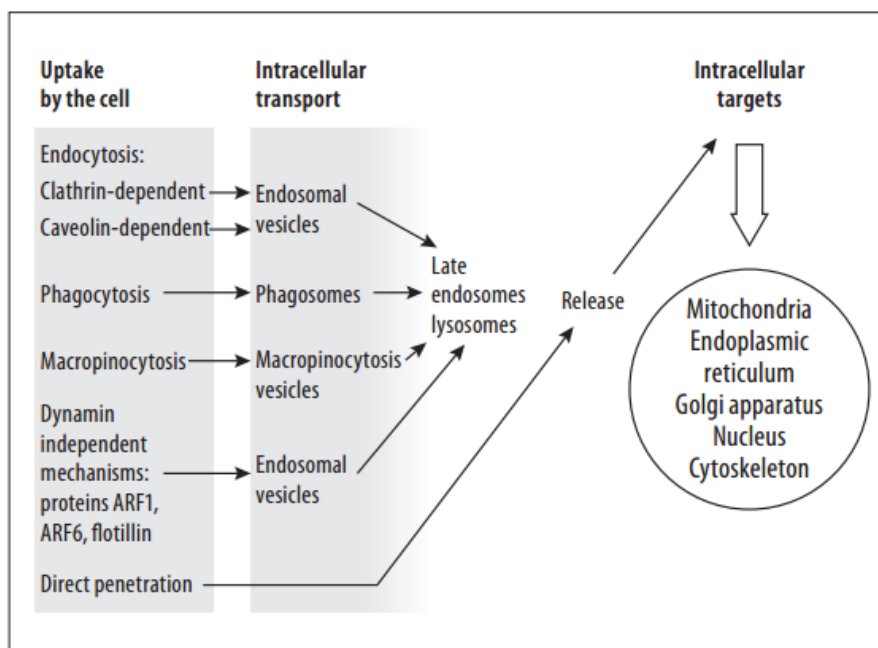 Uptake
by the cell
Intracellular
transport
Intracellular
targets
Endocytosis:
Clathrin-dependent
Caveolin-dependent
Endosomal
vesicles
Phagocytosis
Phagosomes
Macropinocytosis
Macropinocytosis
vesicles
Dynamin
independent
mechanisms:
proteins ARF1,
ARF6, flotillin
Endosomal
vesicles
Direct penetration
Late
endosomes
lysosomes
Release
Mitochondria
Endoplasmic
reticulum
Golgi apparatus
Nucleus
Cytoskeleton